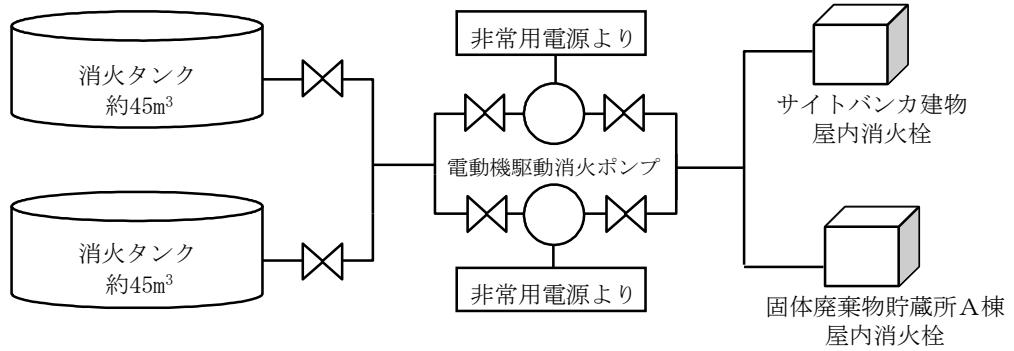 消火タンク
約45m³
消火タンク
約45m³
非常用電源より
電動機駆動消火ポンプ
非常用電源より
サイトバンカ建物
屋内消火栓
固体廃棄物貯蔵所Ａ棟
屋内消火栓